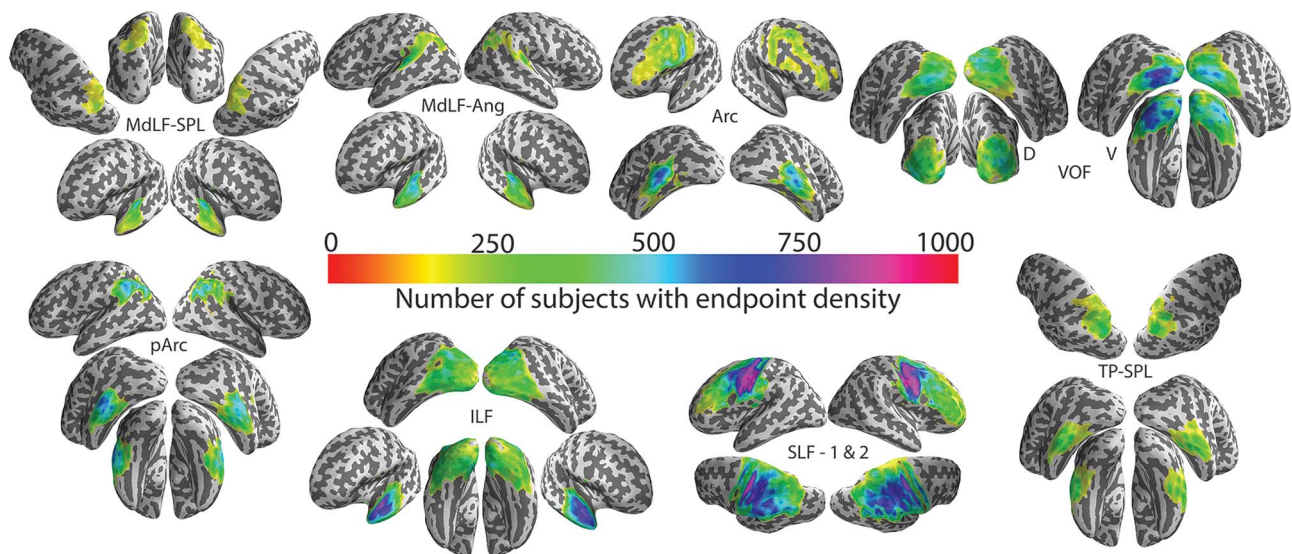 MdLF-SPL
MdLF-Ang
Arc
D V
VOF
0 250 500 750 1000
Number of subjects with endpoint density
pArc
ILF
SLF - 1 & 2
TP-SPL